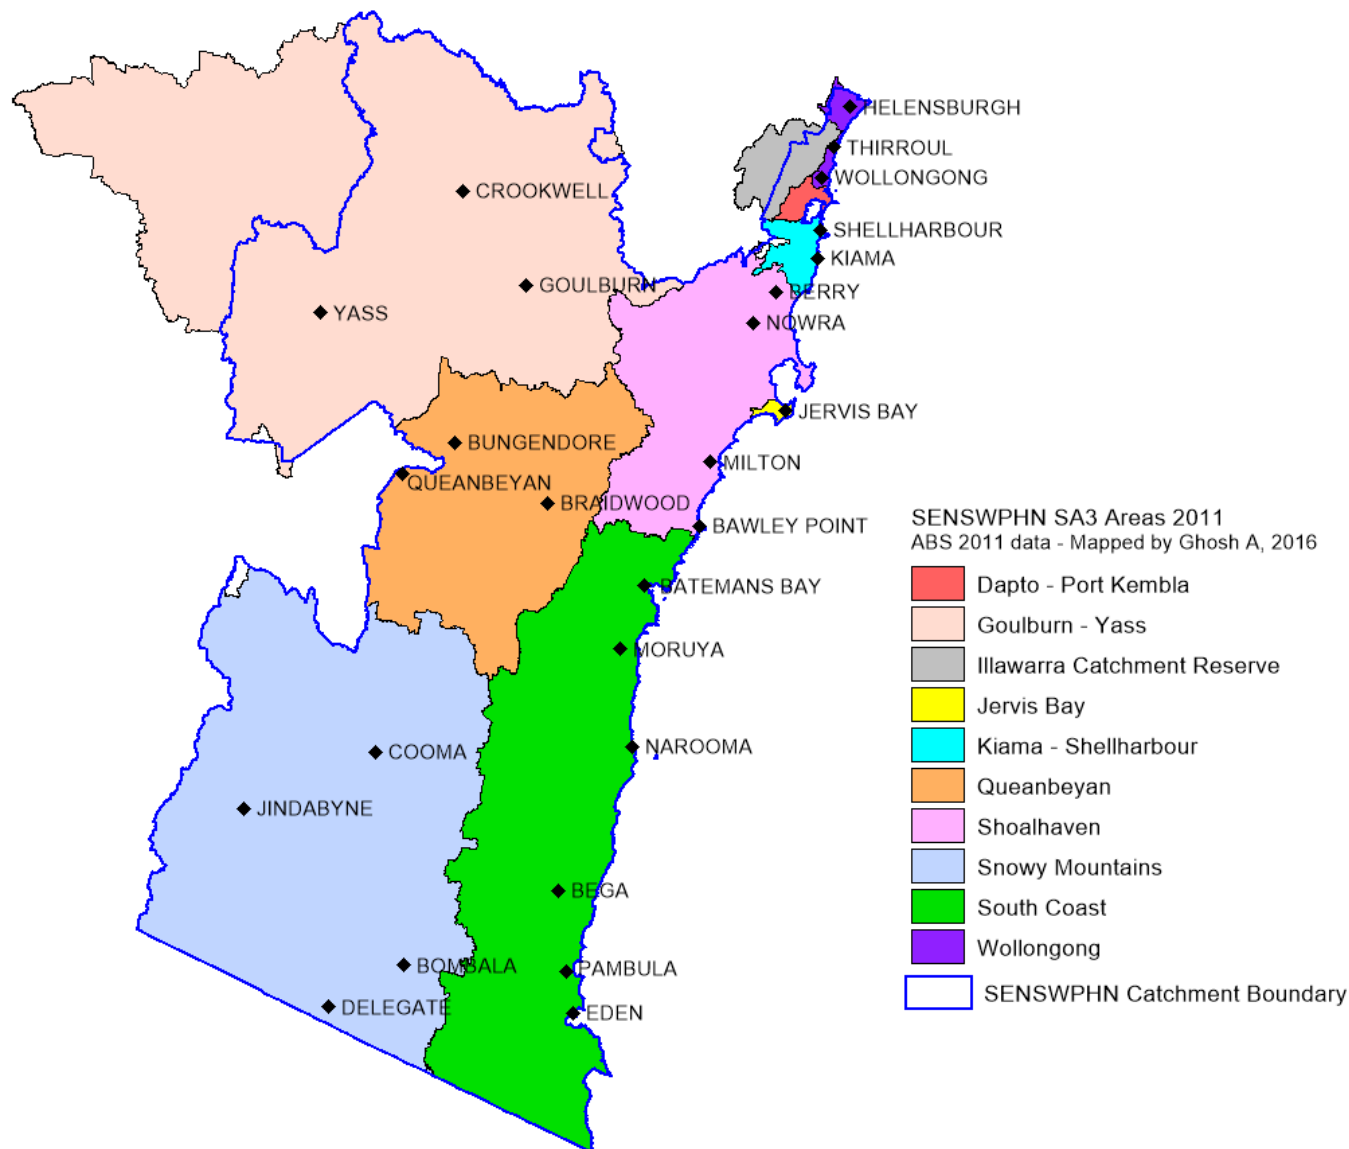 HELENSBURGH
THIRROUL
WOLLONGONG
CROOKWELL
SHELLHARBOUR
KIAMA
GOULBURN
BERRY
YASS
NOWRA
JERVIS BAY
BUNGENDORE
MILTON
QUEANBEYAN
BRAIDWOOD
BAWLEY POINT
BATEMANS BAY
MORUYA
NAROOMA
COOMA
JINDABYNE
BEGA
BOMBALA
PAMBULA
DELEGATE
EDEN
SENSWPHN SA3 Areas 2011
ABS 2011 data - Mapped by Ghosh A, 2016
Dapto - Port Kembla
Goulburn - Yass
Illawarra Catchment Reserve
Jervis Bay
Kiama - Shellharbour
Queanbeyan
Shoalhaven
Snowy Mountains
South Coast
Wollongong
SENSWPHN Catchment Boundary